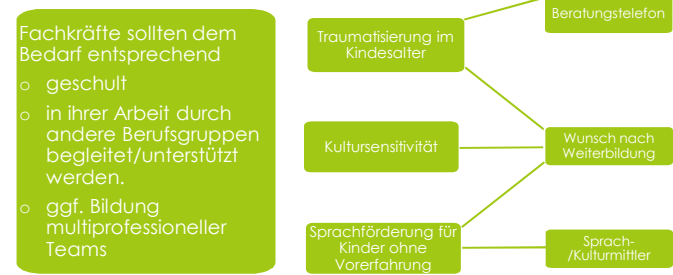 Fachkräfte sollten dem
Bedarf entsprechend
o geschult
o in ihrer Arbeit durch
andere Berufsgruppen
begleitet/unterstützt
werden.
o ggf. Bildung
multiprofessioneller
Teams
Traumatisierung im
Kindesalter
Kultursensitivität
Sprachförderung für
Kinder ohne
Vorerfahrung
Beratungstelefon
Wunsch nach
Weiterbildung
Sprach-
/Kulturmittler